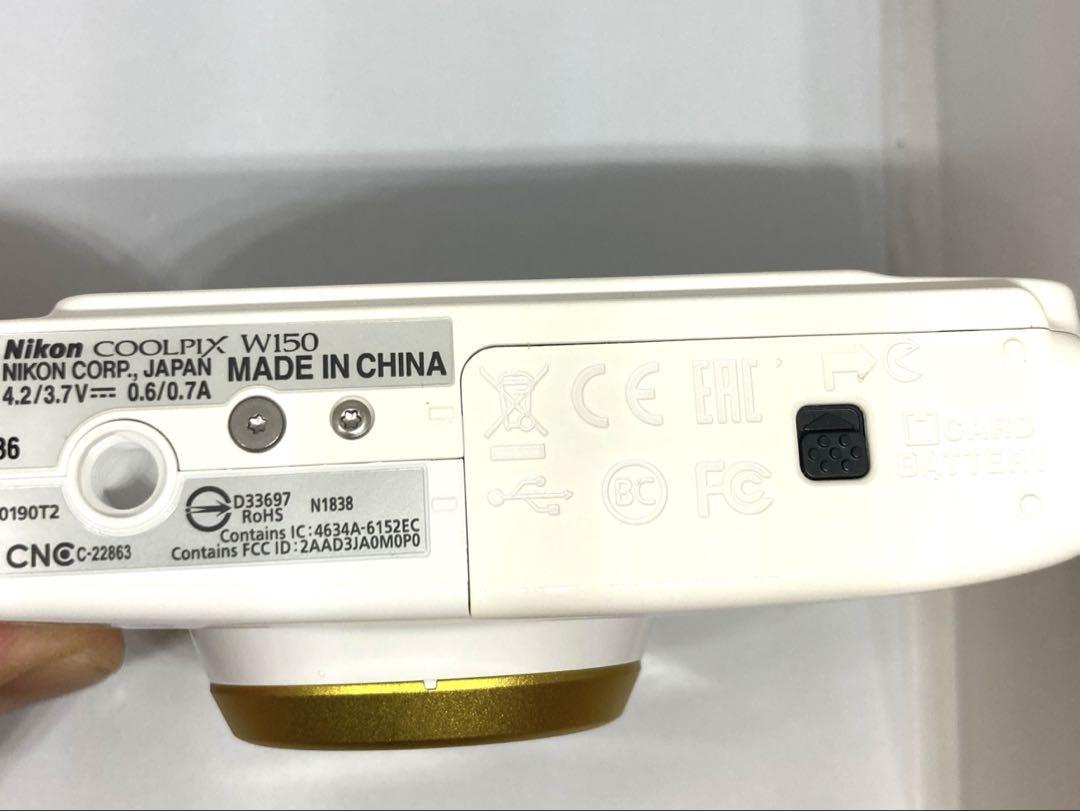 Nikon COOLPIX W150
NIKON CORP., JAPAN MADE IN CHINA
4.2/3.7V⎓ 0.6/0.7A
36
0190T2
D33697 N1838
RoHS
Contains IC:4634A-6152EC
CNC C-22863 Contains FCC ID:2AAD3JA0M0P0
CE EAC
BC FC
CARD
BATTERY